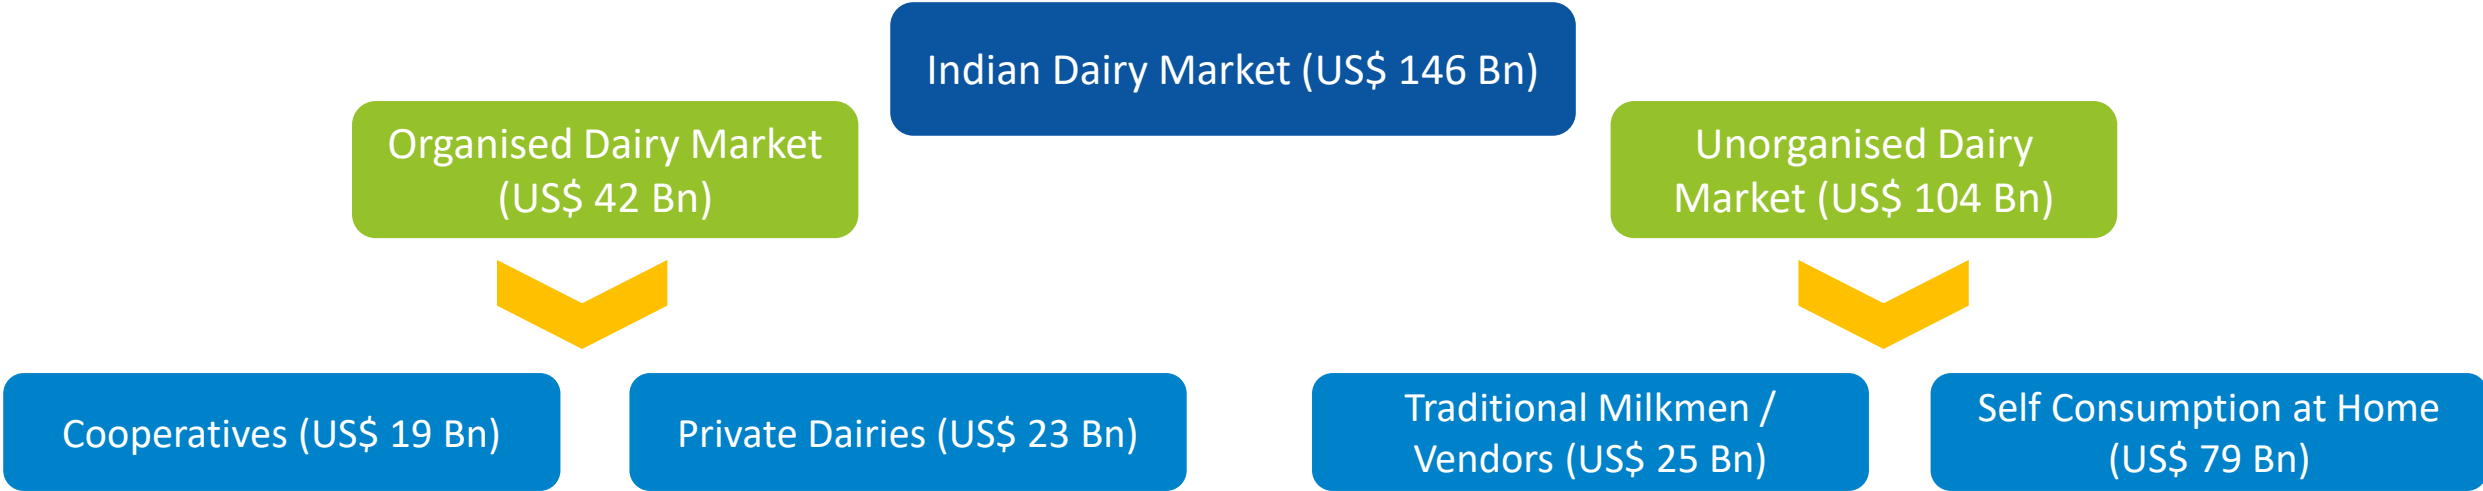 Indian Dairy Market (US$ 146 Bn)
Organised Dairy Market
(US$ 42 Bn)
Unorganised Dairy
Market (US$ 104 Bn)
Cooperatives (US$ 19 Bn)
Private Dairies (US$ 23 Bn)
Traditional Milkmen /
Vendors (US$ 25 Bn)
Self Consumption at Home
(US$ 79 Bn)